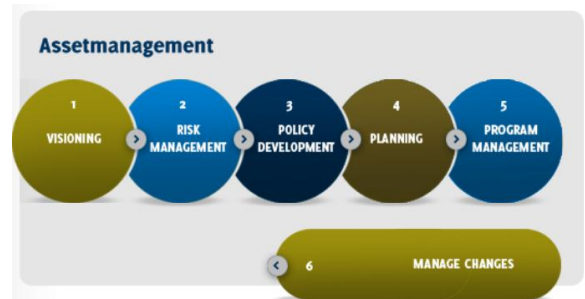 Assetmanagement
1
VISIONING
2
RISK
MANAGEMENT
3
POLICY
DEVELOPMENT
4
PLANNING
5
PROGRAM
MANAGEMENT
6
MANAGE CHANGES